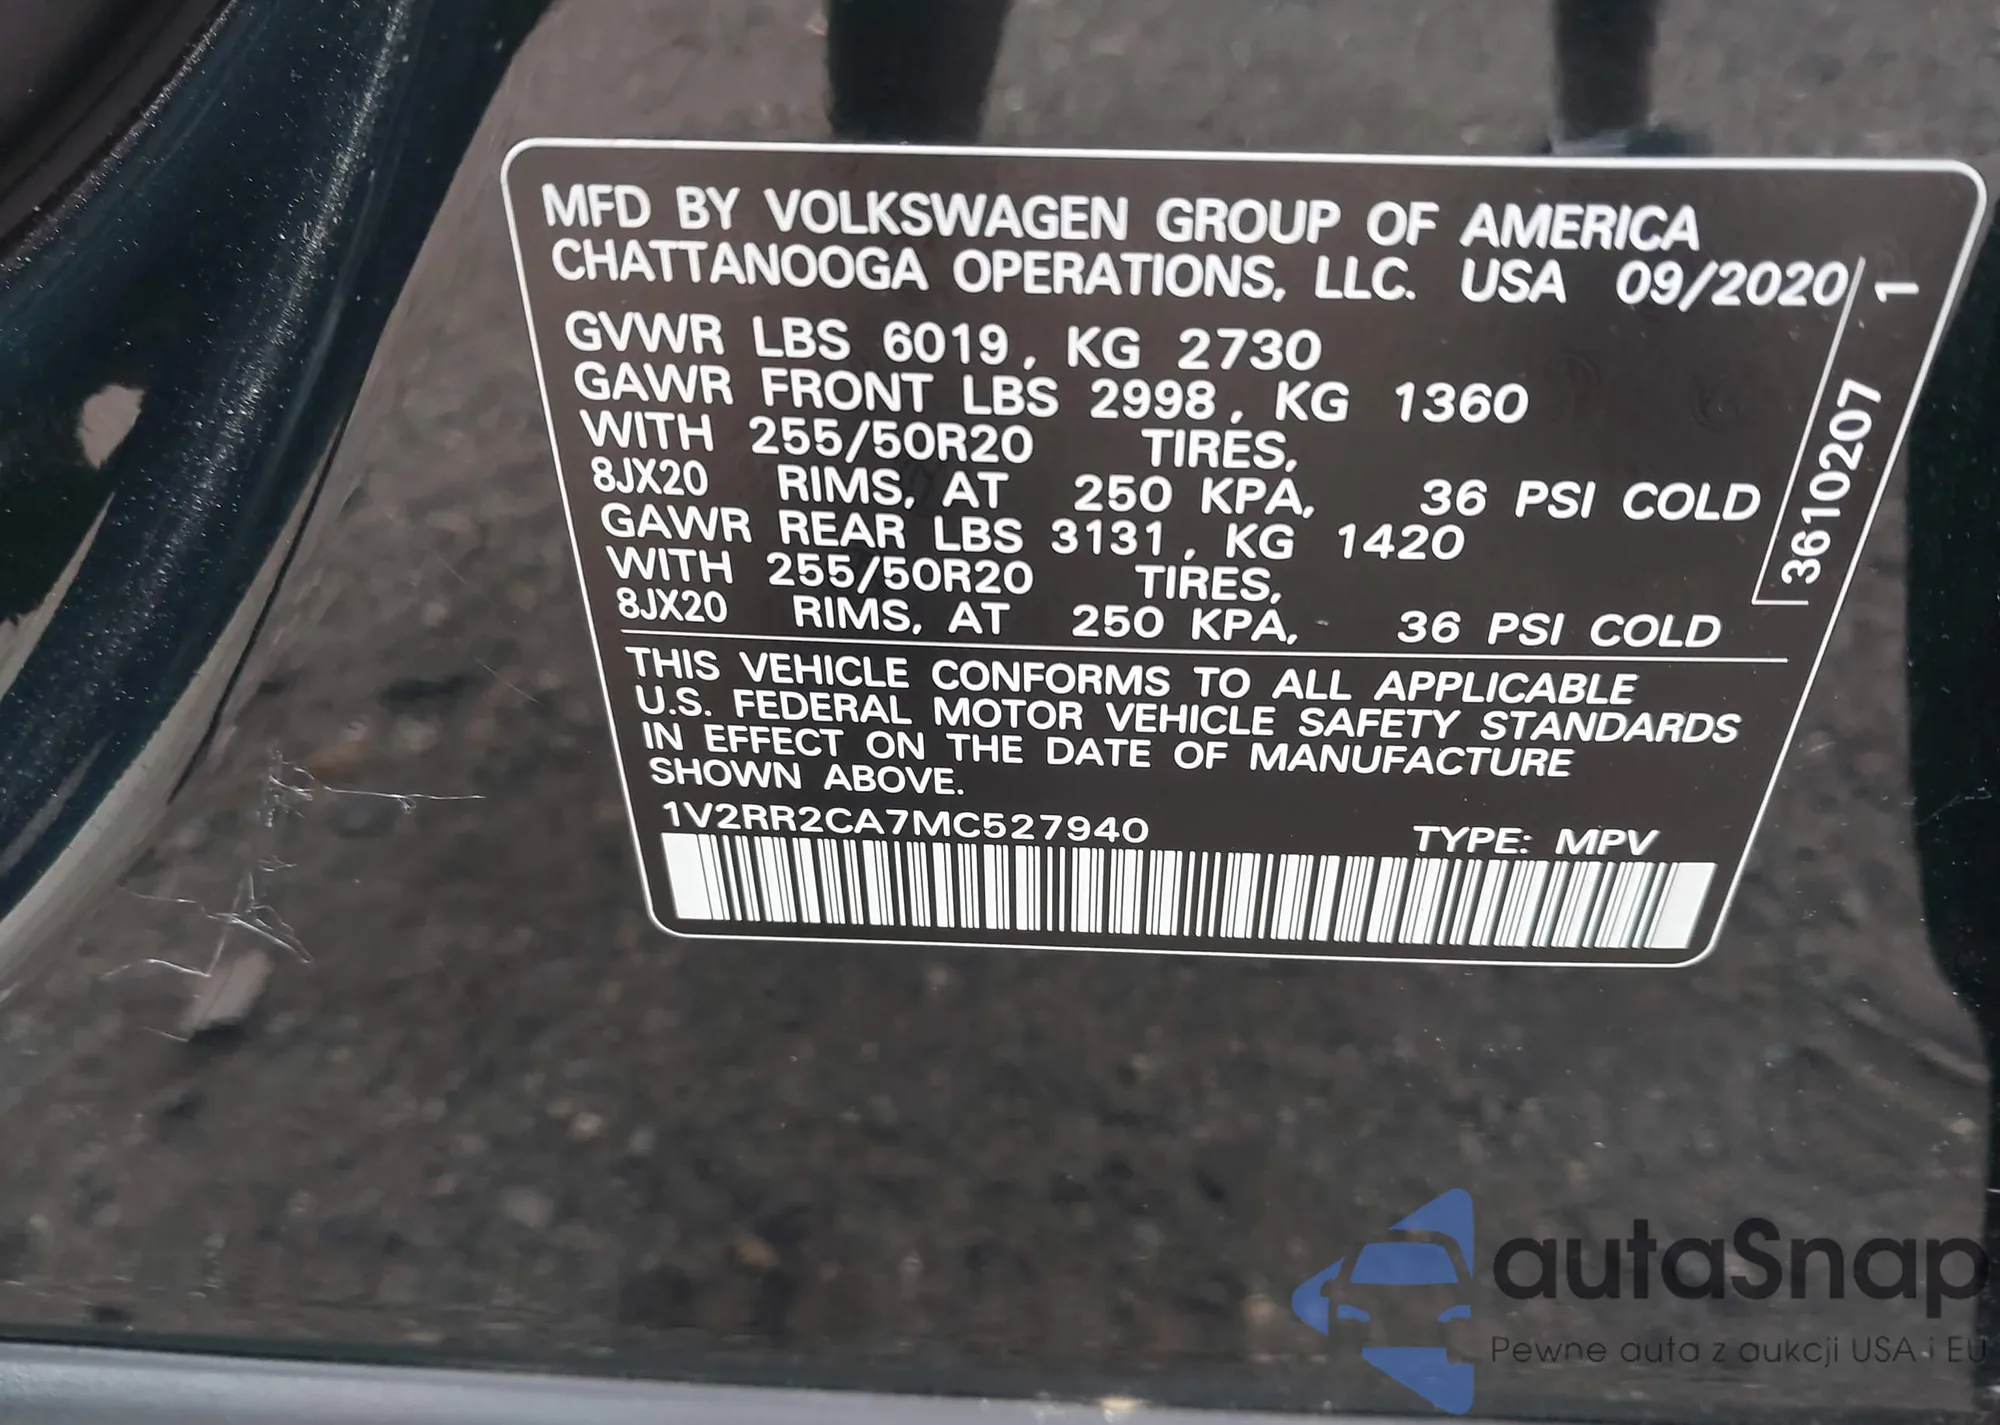 MFD BY VOLKSWAGEN GROUP OF AMERICA
CHATTANOOGA OPERATIONS, LLC. USA 09/2020
GVWR LBS 6019, KG 2730
GAWR FRONT LBS 2998, KG 1360
WITH 255/50R20 TIRES,
8JX20 RIMS, AT 250 KPA, 36 PSI COLD
GAWR REAR LBS 3131, KG 1420
WITH 255/50R20 TIRES,
8JX20 RIMS, AT 250 KPA, 36 PSI COLD
3610207 1
THIS VEHICLE CONFORMS TO ALL APPLICABLE
U.S. FEDERAL MOTOR VEHICLE SAFETY STANDARDS
IN EFFECT ON THE DATE OF MANUFACTURE
SHOWN ABOVE.
1V2RR2CA7MC527940 TYPE: MPV
autaSnap
Pewne auta z aukcji USA i EU